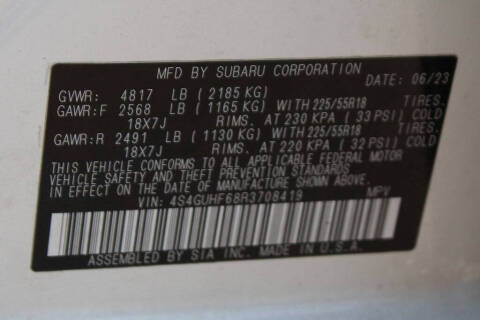 MFD BY SUBARU CORPORATION
DATE: 06/23
GVWR: 4817 LB (2185 KG)
GAWR:F 2568 LB (1165 KG) WITH 225/55R18
18X7J RIMS. AT 230 KPA (33 PSI) COLD
GAWR:R 2491 LB (1130 KG) WITH 225/55R18
18X7J RIMS. AT 220 KPA (32 PSI) COLD
THIS VEHICLE CONFORMS TO ALL APPLICABLE FEDERAL MOTOR
VEHICLE SAFETY AND THEFT PREVENTION STANDARDS
IN EFFECT ON THE DATE OF MANUFACTURE SHOWN ABOVE.
VIN: 4S4GUHF68R3708419 MPV
ASSEMBLED BY SIA INC. MADE IN U.S.A.